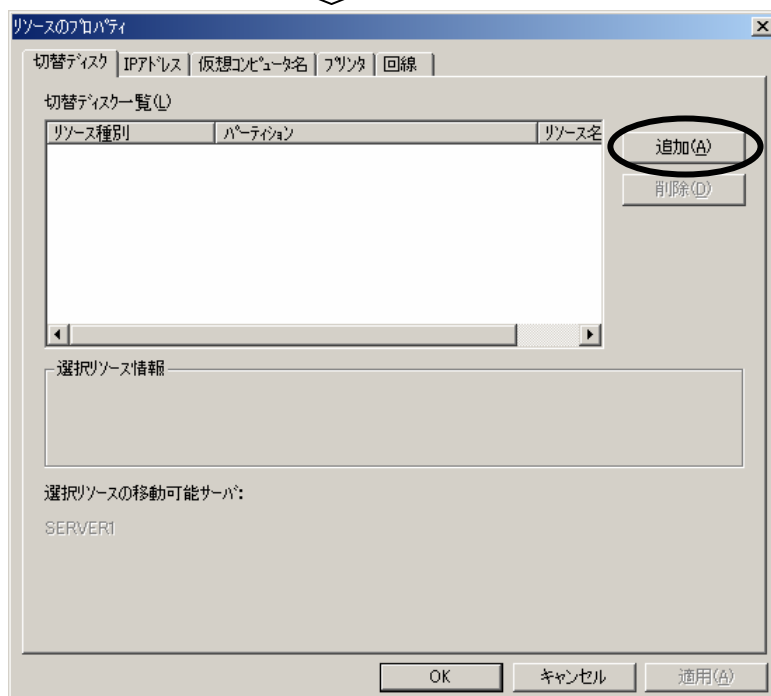 リソースのプロパティ
切替ディスク IPアドレス 仮想コンピュータ名 プリンタ 回線
切替ディスク一覧(L)
リソース種別 パーティション リソース名
追加(A)
削除(D)
選択リソース情報
選択リソースの移動可能サーバ:
SERVER1
OK キャンセル 適用(A)